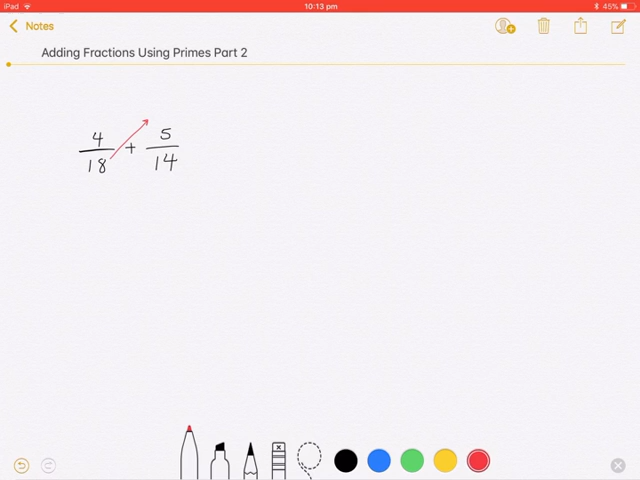 iPad 10:13 pm 45%
Notes
Adding Fractions Using Primes Part 2
4/18 + 5/14